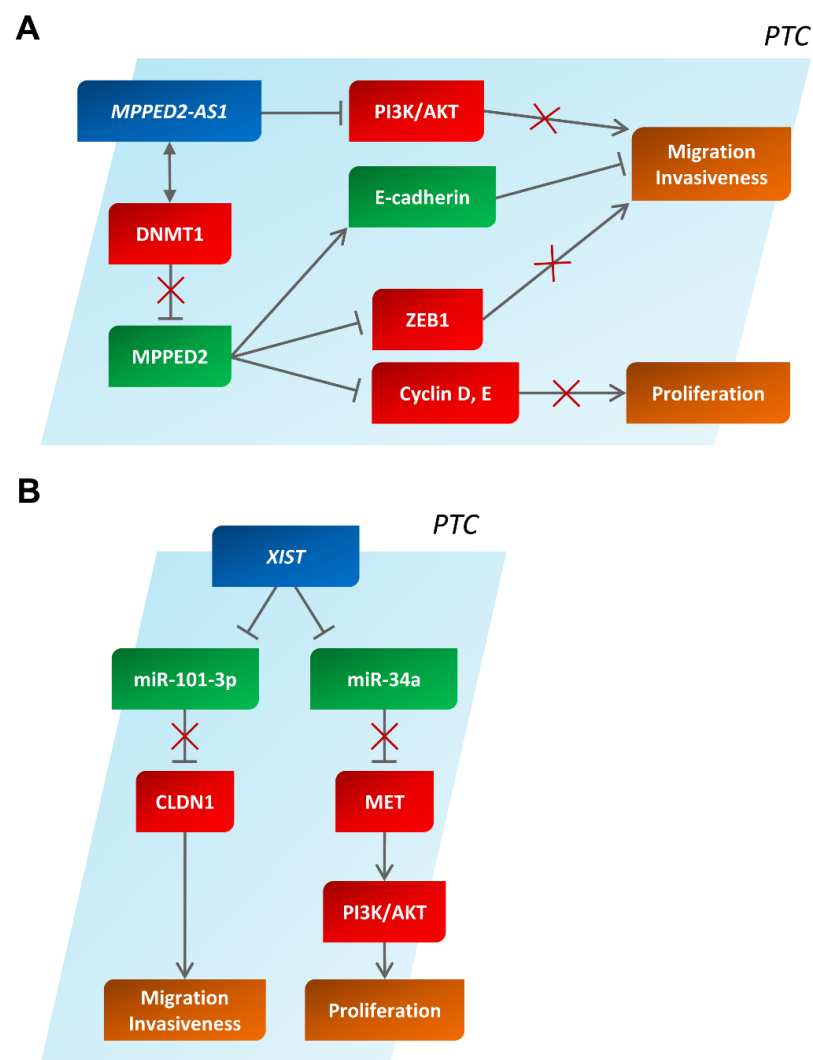 A
PTC
MPPED2-AS1
PI3K/AKT
Migration
Invasiveness
E-cadherin
DNMT1
ZEB1
MPPED2
Cyclin D, E
Proliferation
B
PTC
XIST
miR-101-3p
miR-34a
CLDN1
MET
PI3K/AKT
Migration
Invasiveness
Proliferation